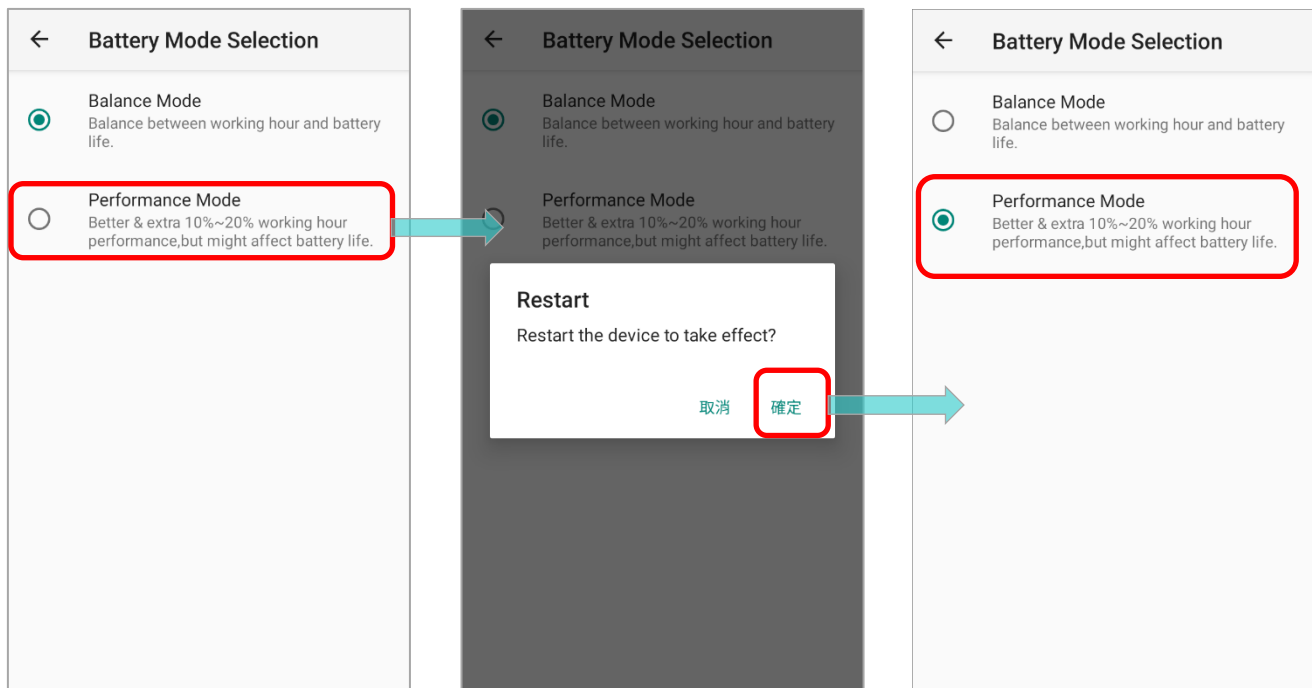 Battery Mode Selection
Balance Mode
Balance between working hour and battery
life.
Performance Mode
Better & extra 10%~20% working hour
performance,but might affect battery life.
Battery Mode Selection
Balance Mode
Balance between working hour and battery
life.
Performance Mode
Better & extra 10%~20% working hour
performance,but might affect battery life.
Restart
Restart the device to take effect?
取消 確定
Battery Mode Selection
Balance Mode
Balance between working hour and battery
life.
Performance Mode
Better & extra 10%~20% working hour
performance,but might affect battery life.